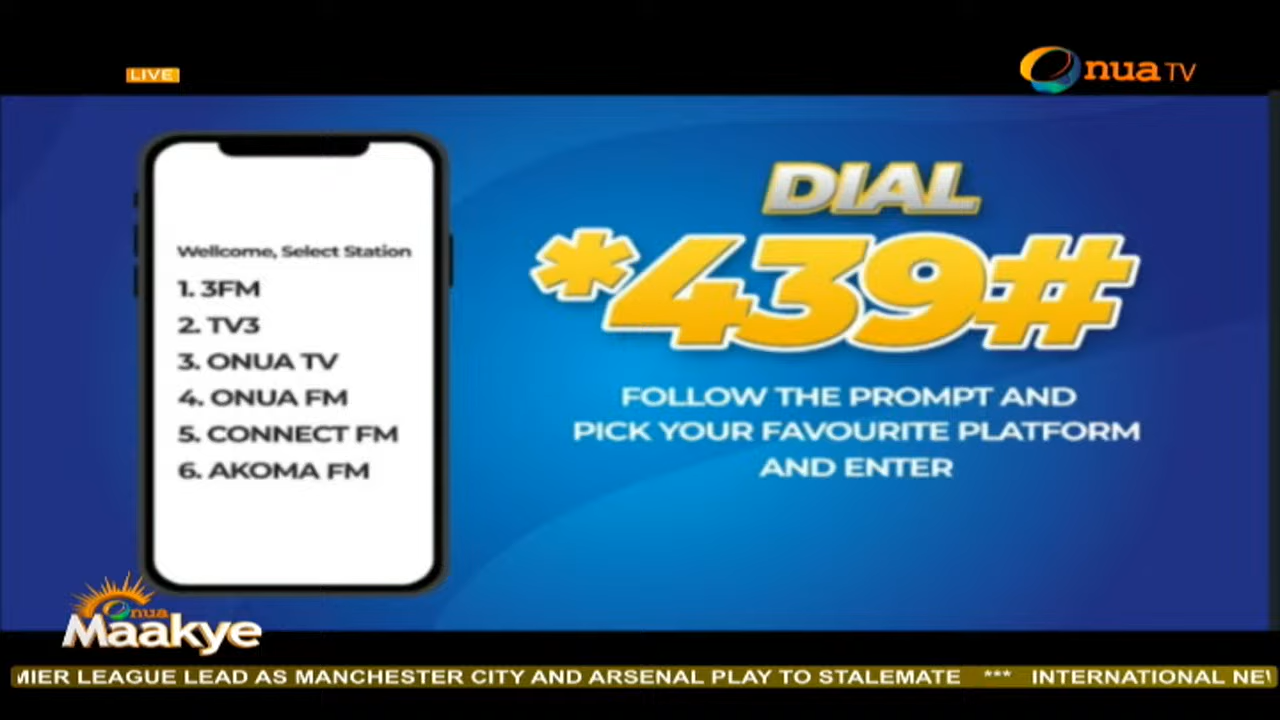 LIVE
Onua TV
DIAL
*439#
FOLLOW THE PROMPT AND
PICK YOUR FAVOURITE PLATFORM
AND ENTER
Wellcome, Select Station
1. 3FM
2. TV3
3. ONUA TV
4. ONUA FM
5. CONNECT FM
6. AKOMA FM
Onua
Maakye
MIER LEAGUE LEAD AS MANCHESTER CITY AND ARSENAL PLAY TO STALEMATE *** INTERNATIONAL